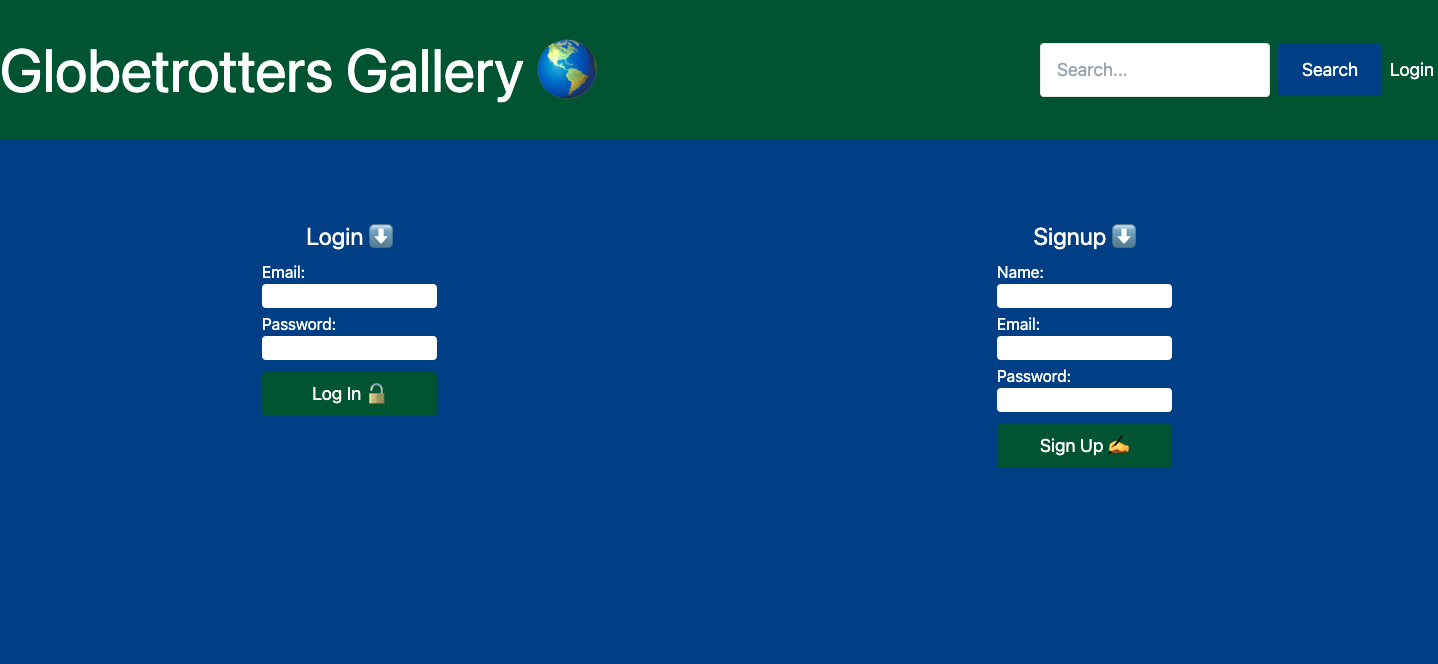 Globetrotters Gallery 🌎
Search...
Search
Login
Login ⬇️
Email:
Password:
Log In 🔓
Signup ⬇️
Name:
Email:
Password:
Sign Up ✍️